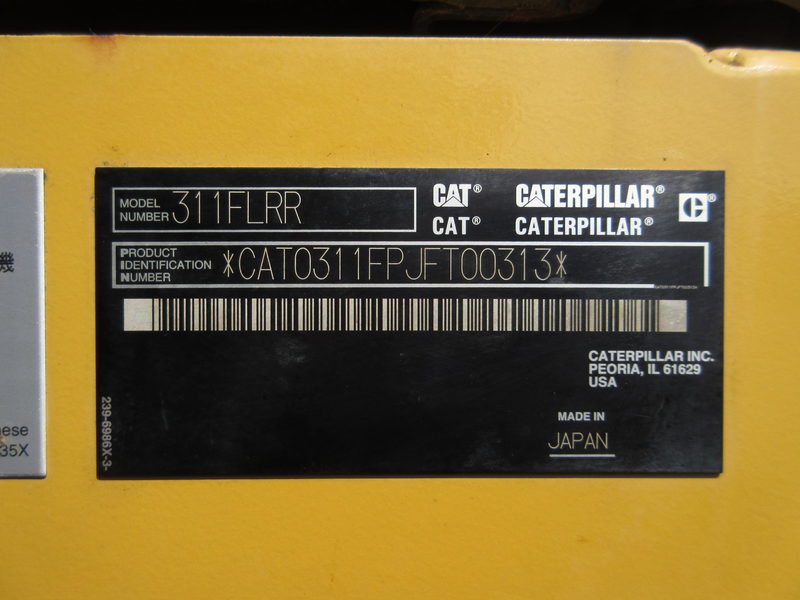 MODEL NUMBER 311FLRR
CAT® CATERPILLAR®
CAT® CATERPILLAR®
PRODUCT IDENTIFICATION NUMBER *CAT0311FPJFT00313*
CATERPILLAR INC.
PEORIA, IL 61629
USA
MADE IN
JAPAN
239-6986X-3-
機
nese
35X